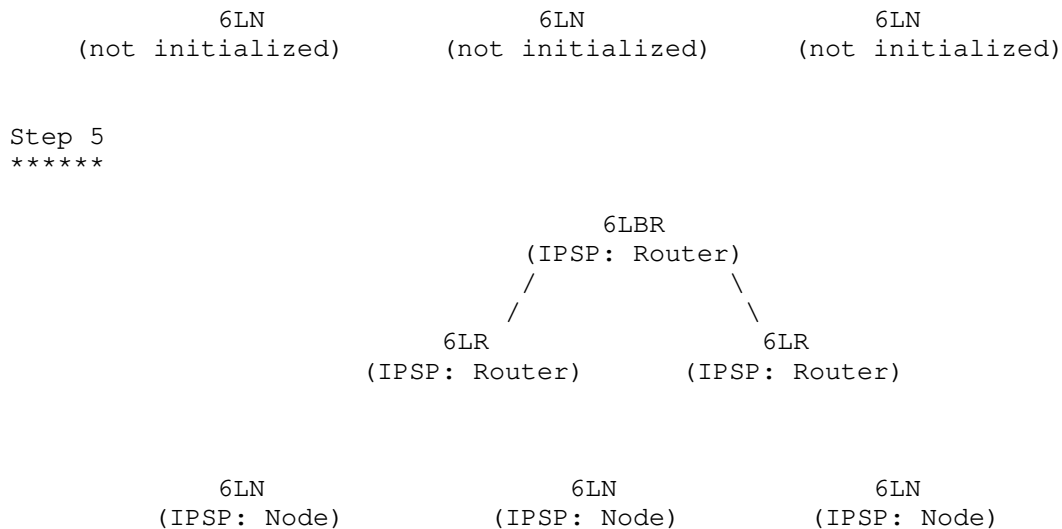 6LN 6LN 6LN
(not initialized) (not initialized) (not initialized)
Step 5
******
6LBR
(IPSP: Router)
/ \
/ \
6LR 6LR
(IPSP: Router) (IPSP: Router)
6LN 6LN 6LN
(IPSP: Node) (IPSP: Node) (IPSP: Node)